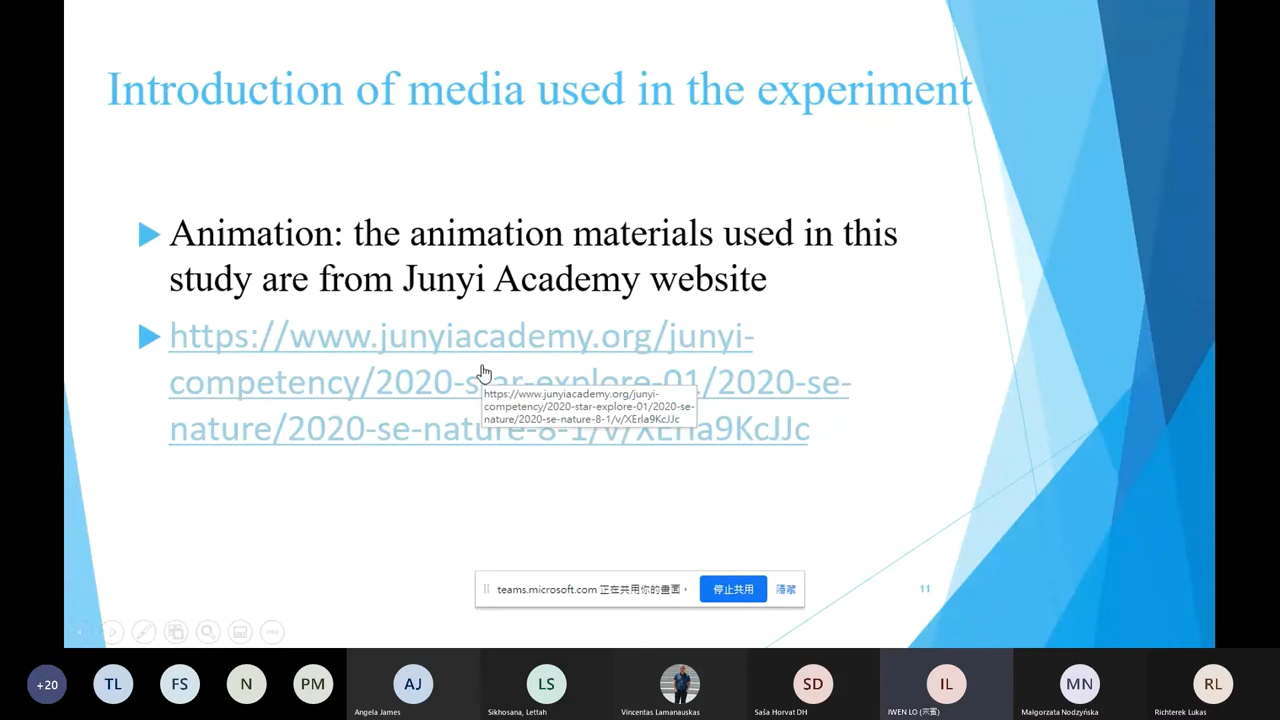 Introduction of media used in the experiment
Animation: the animation materials used in this
study are from Junyi Academy website
https://www.junyiacademy.org/junyi-
competency/2020-star-explore-01/2020-se-
nature/2020-se-nature-8-1/v/XErla9KcJJc
https://www.junyiacademy.org/junyi-
competency/2020-star-explore-01/2020-se-
nature/2020-se-nature-8-1/v/XErla9KcJJc
teams.microsoft.com 正在共用你的畫面。
停止共用
隱藏
11
+20
TL
FS
N
PM
AJ
Angela James
LS
Sikhosana, Lettah
Vincentas Lamanauskas
SD
Saša Horvat DH
IL
IWEN LO (示範)
MN
Małgorzata Nodzyńska
RL
Richterek Lukas